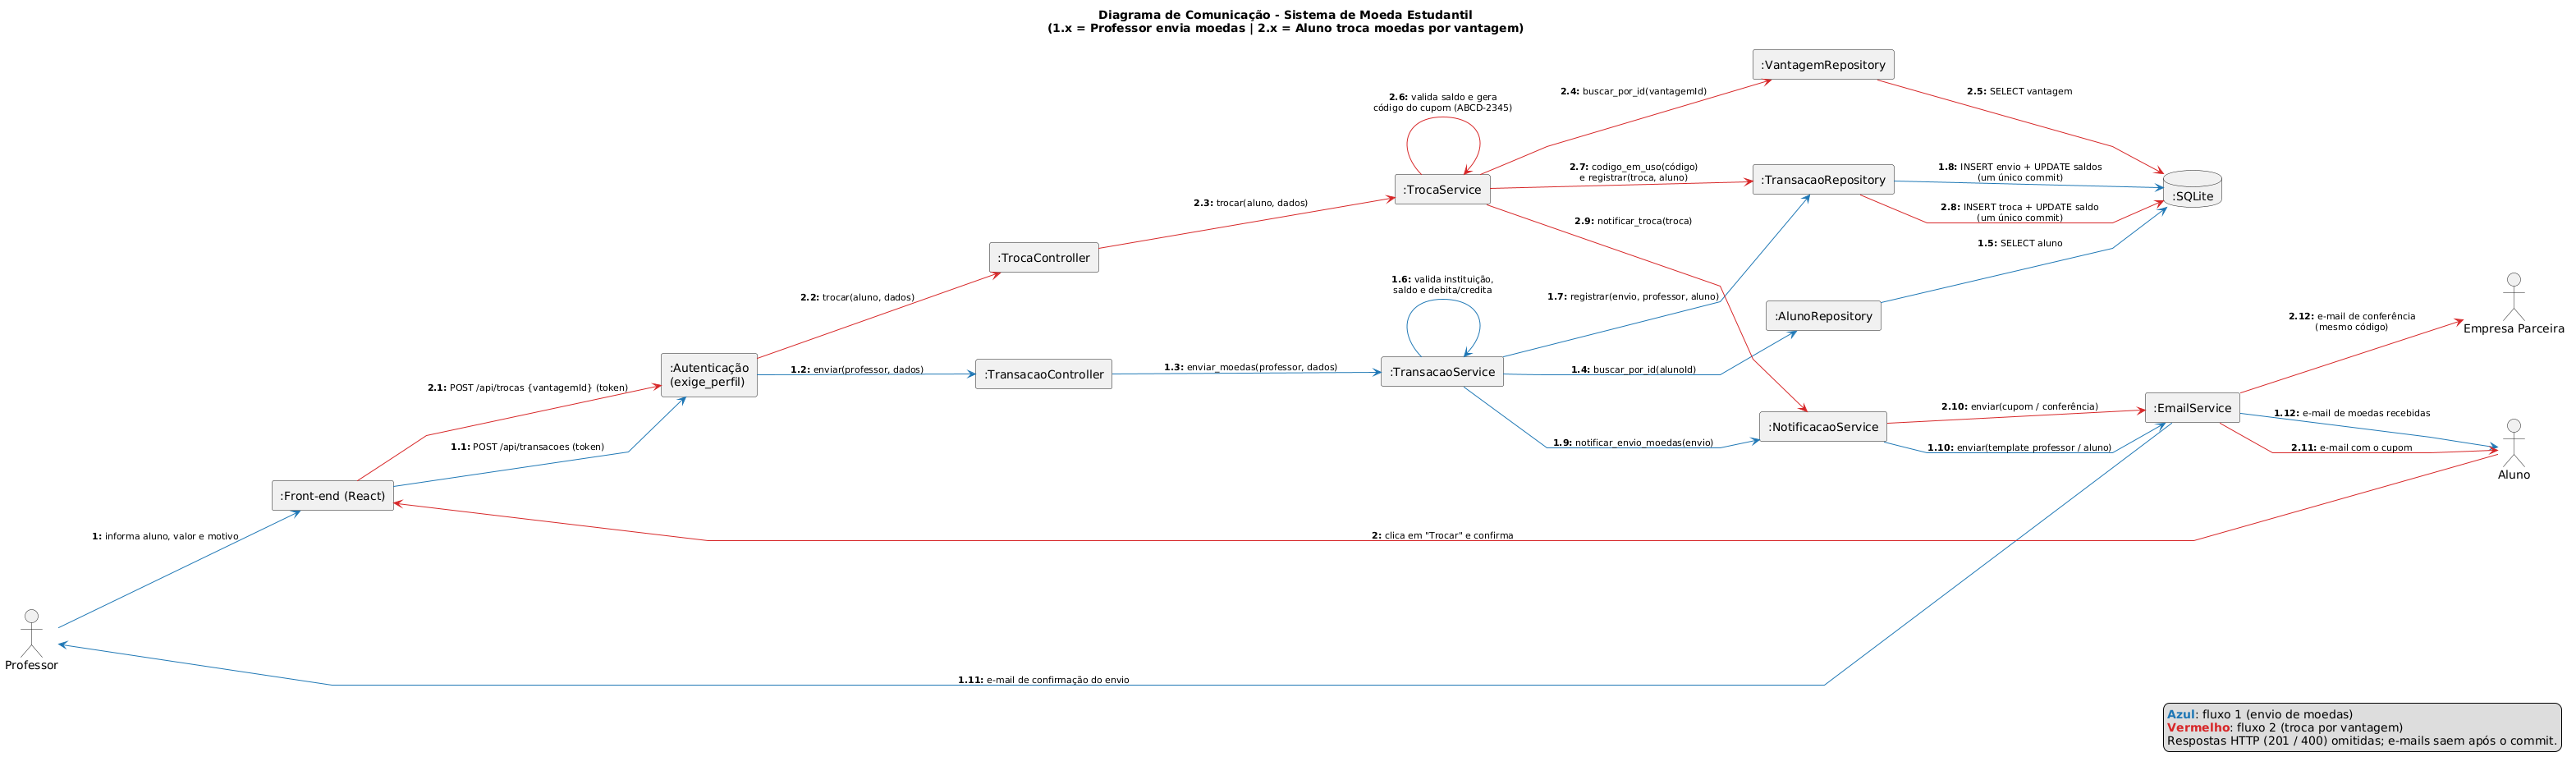 Diagrama de Comunicação - Sistema de Moeda Estudantil
(1.x = Professor envia moedas | 2.x = Aluno troca moedas por vantagem)
:VantagemRepository
2.6: valida saldo e gera
código do cupom (ABCD-2345)
2.4: buscar_por_id(vantagemId)
2.5: SELECT vantagem
:TrocaService
2.7: codigo_em_uso(código)
e registrar(troca, aluno)
:TransacaoRepository
1.8: INSERT envio + UPDATE saldos
(um único commit)
:SQLite
2.3: trocar(aluno, dados)
2.9: notificar_troca(troca)
2.8: INSERT troca + UPDATE saldo
(um único commit)
1.5: SELECT aluno
:TrocaController
2.2: trocar(aluno, dados)
1.6: valida instituição,
saldo e debita/credita
1.7: registrar(envio, professor, aluno)
:AlunoRepository
2.12: e-mail de conferência
(mesmo código)
Empresa Parceira
:Autenticação
(exige_perfil)
1.2: enviar(professor, dados)
:TransacaoController
1.3: enviar_moedas(professor, dados)
:TransacaoService
1.4: buscar_por_id(alunoId)
2.1: POST /api/trocas {vantagemId} (token)
1.1: POST /api/transacoes (token)
1.9: notificar_envio_moedas(envio)
:NotificacaoService
2.10: enviar(cupom / conferência)
1.10: enviar(template professor / aluno)
:EmailService
1.12: e-mail de moedas recebidas
2.11: e-mail com o cupom
Aluno
:Front-end (React)
1: informa aluno, valor e motivo
2: clica em "Trocar" e confirma
Professor
1.11: e-mail de confirmação do envio
Azul: fluxo 1 (envio de moedas)
Vermelho: fluxo 2 (troca por vantagem)
Respostas HTTP (201 / 400) omitidas; e-mails saem após o commit.